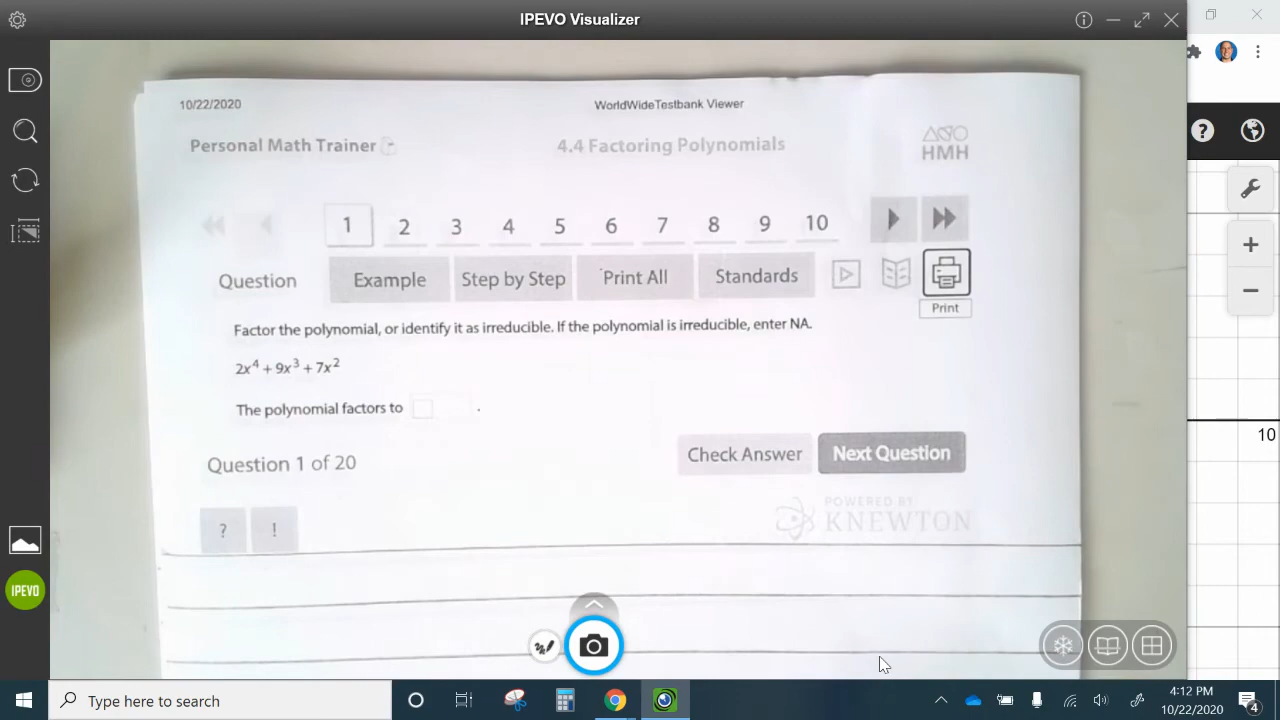 IPEVO Visualizer
10/22/2020
WorldWideTestbank Viewer
Personal Math Trainer
4.4 Factoring Polynomials
HMH
1 2 3 4 5 6 7 8 9 10
Question
Example
Step by Step
Print All
Standards
Print
Factor the polynomial, or identify it as irreducible. If the polynomial is irreducible, enter NA.
2x⁴ + 9x³ + 7x²
The polynomial factors to .
Question 1 of 20
Check Answer
Next Question
POWERED BY
KNEWTON
? !
IPEVO
10
Type here to search
4:12 PM
10/22/2020
4